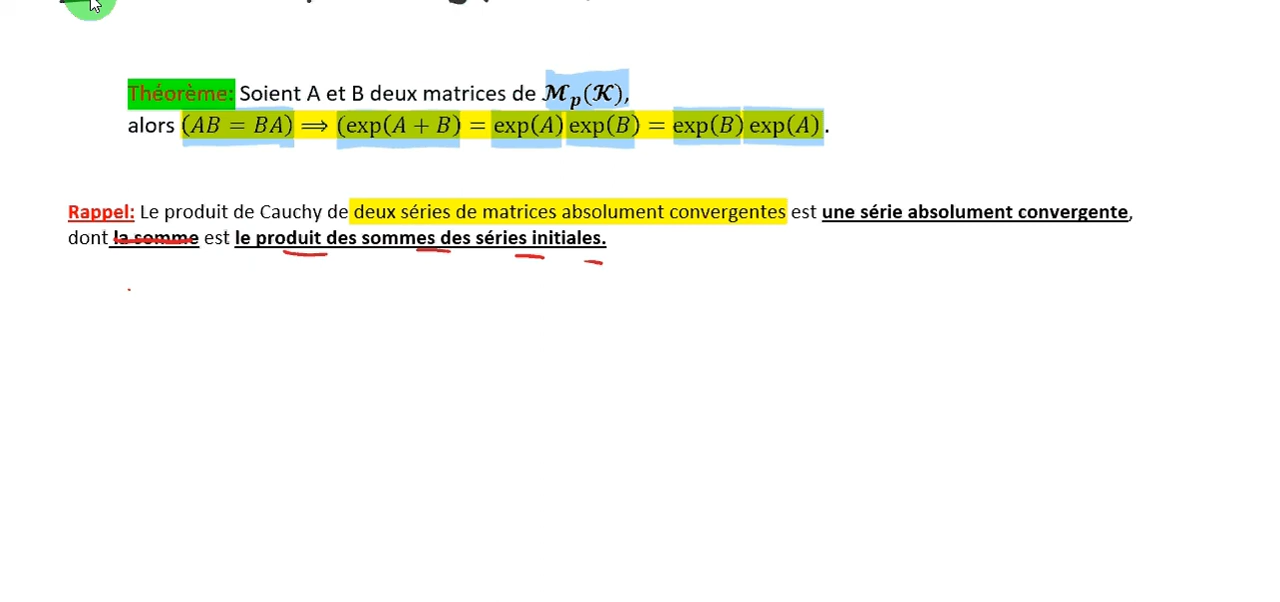 Théorème: Soient A et B deux matrices de 𝓜ₚ(𝓚),
alors (AB = BA) ⟹ (exp(A + B) = exp(A) exp(B) = exp(B) exp(A).
Rappel: Le produit de Cauchy de deux séries de matrices absolument convergentes est une série absolument convergente,
dont la somme est le produit des sommes des séries initiales.